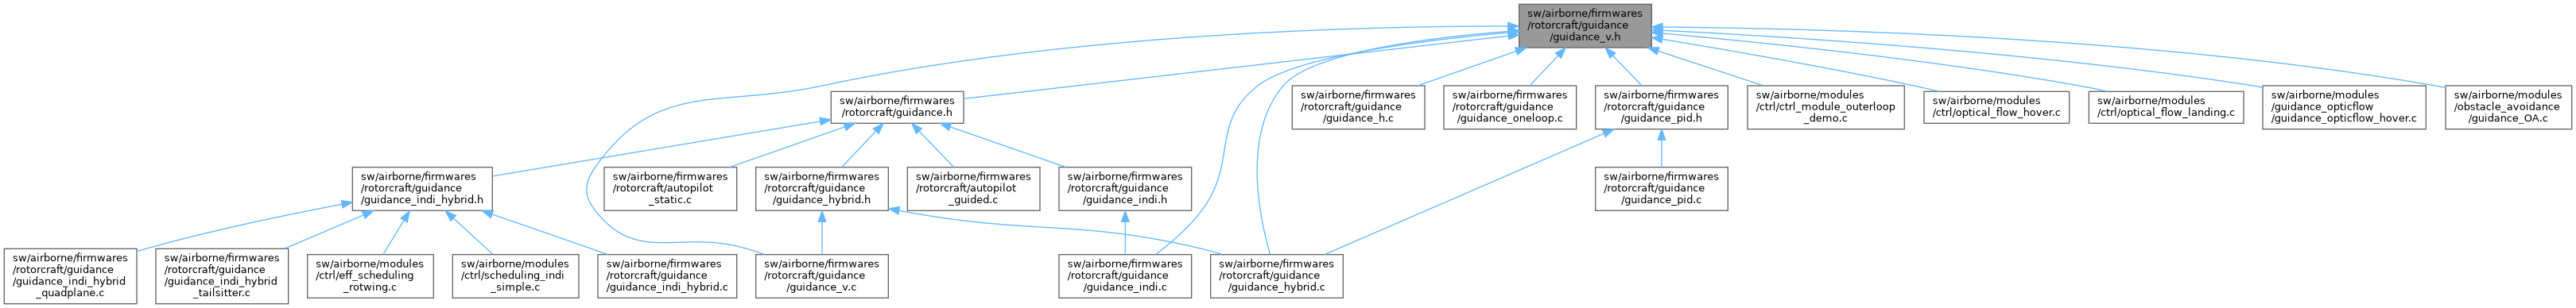 sw/airborne/firmwares
/rotorcraft/guidance
/guidance_v.h
sw/airborne/firmwares
/rotorcraft/guidance.h
sw/airborne/firmwares
/rotorcraft/guidance
/guidance_h.c
sw/airborne/firmwares
/rotorcraft/guidance
/guidance_oneloop.c
sw/airborne/firmwares
/rotorcraft/guidance
/guidance_pid.h
sw/airborne/modules
/ctrl/ctrl_module_outerloop
_demo.c
sw/airborne/modules
/ctrl/optical_flow_hover.c
sw/airborne/modules
/ctrl/optical_flow_landing.c
sw/airborne/modules
/guidance_opticflow
/guidance_opticflow_hover.c
sw/airborne/modules
/obstacle_avoidance
/guidance_OA.c
sw/airborne/firmwares
/rotorcraft/guidance
/guidance_indi_hybrid.h
sw/airborne/firmwares
/rotorcraft/autopilot
_static.c
sw/airborne/firmwares
/rotorcraft/guidance
/guidance_hybrid.h
sw/airborne/firmwares
/rotorcraft/autopilot
_guided.c
sw/airborne/firmwares
/rotorcraft/guidance
/guidance_indi.h
sw/airborne/firmwares
/rotorcraft/guidance
/guidance_pid.c
sw/airborne/firmwares
/rotorcraft/guidance
/guidance_indi_hybrid
_quadplane.c
sw/airborne/firmwares
/rotorcraft/guidance
/guidance_indi_hybrid
_tailsitter.c
sw/airborne/modules
/ctrl/eff_scheduling
_rotwing.c
sw/airborne/modules
/ctrl/scheduling_indi
_simple.c
sw/airborne/firmwares
/rotorcraft/guidance
/guidance_indi_hybrid.c
sw/airborne/firmwares
/rotorcraft/guidance
/guidance_v.c
sw/airborne/firmwares
/rotorcraft/guidance
/guidance_indi.c
sw/airborne/firmwares
/rotorcraft/guidance
/guidance_hybrid.c